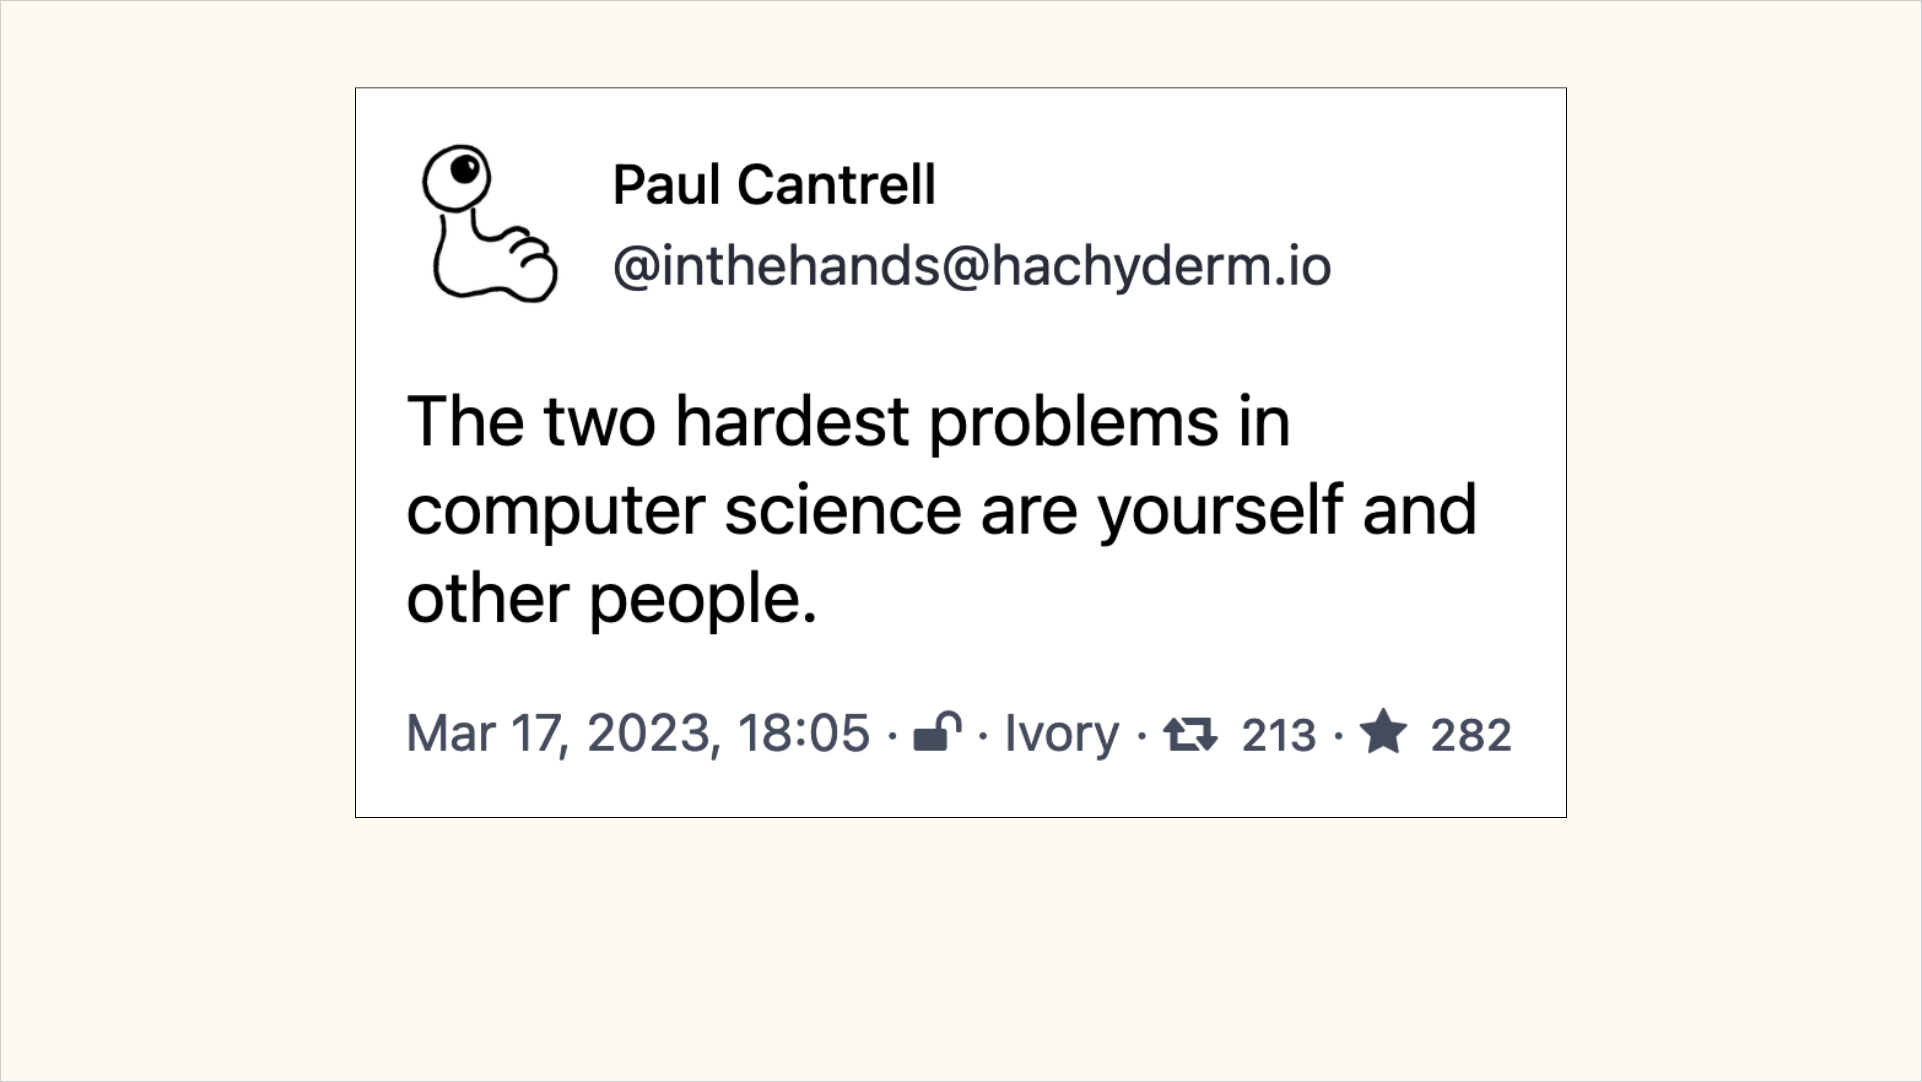 Paul Cantrell
@inthehands@hachyderm.io
The two hardest problems in
computer science are yourself and
other people.
Mar 17, 2023, 18:05 · · Ivory · 213 · 282